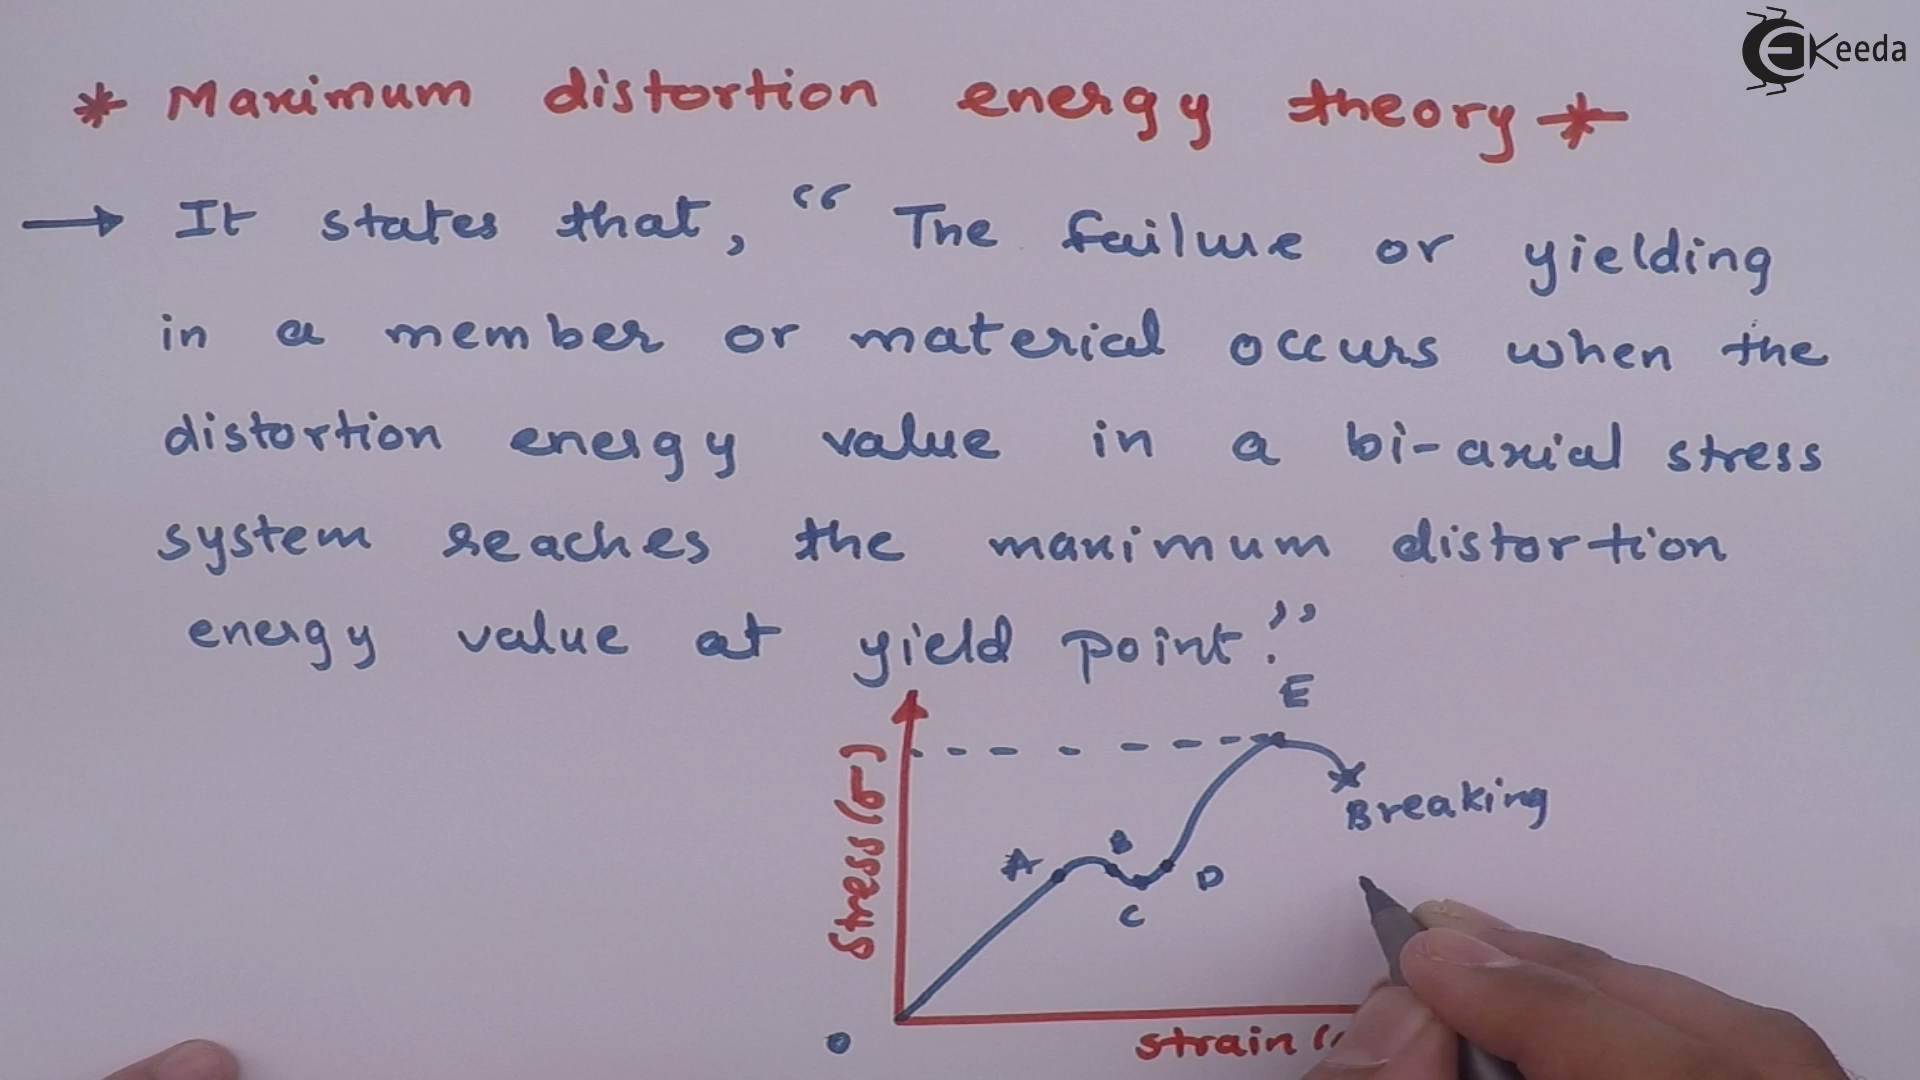 EKeeda
* Maximum distortion energy theory *
→ It states that, “ The failure or yielding
in a member or material occurs when the
distortion energy value in a bi-axial stress
system reaches the maximum distortion
energy value at yield point.”
E
Stress (σ)
Breaking
A
B
D
C
O
strain (